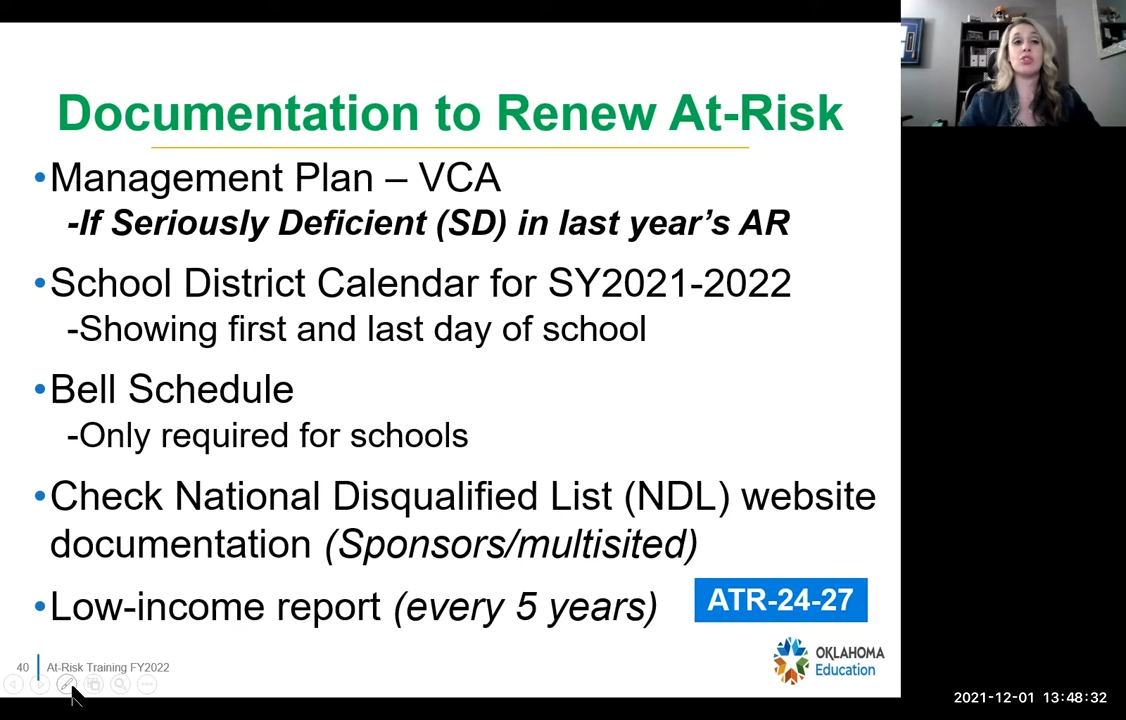 Documentation to Renew At-Risk
•Management Plan – VCA
-If Seriously Deficient (SD) in last year’s AR
•School District Calendar for SY2021-2022
-Showing first and last day of school
•Bell Schedule
-Only required for schools
•Check National Disqualified List (NDL) website
documentation (Sponsors/multisited)
•Low-income report (every 5 years)
ATR-24-27
40 At-Risk Training FY2022
OKLAHOMA
Education
2021-12-01 13:48:32